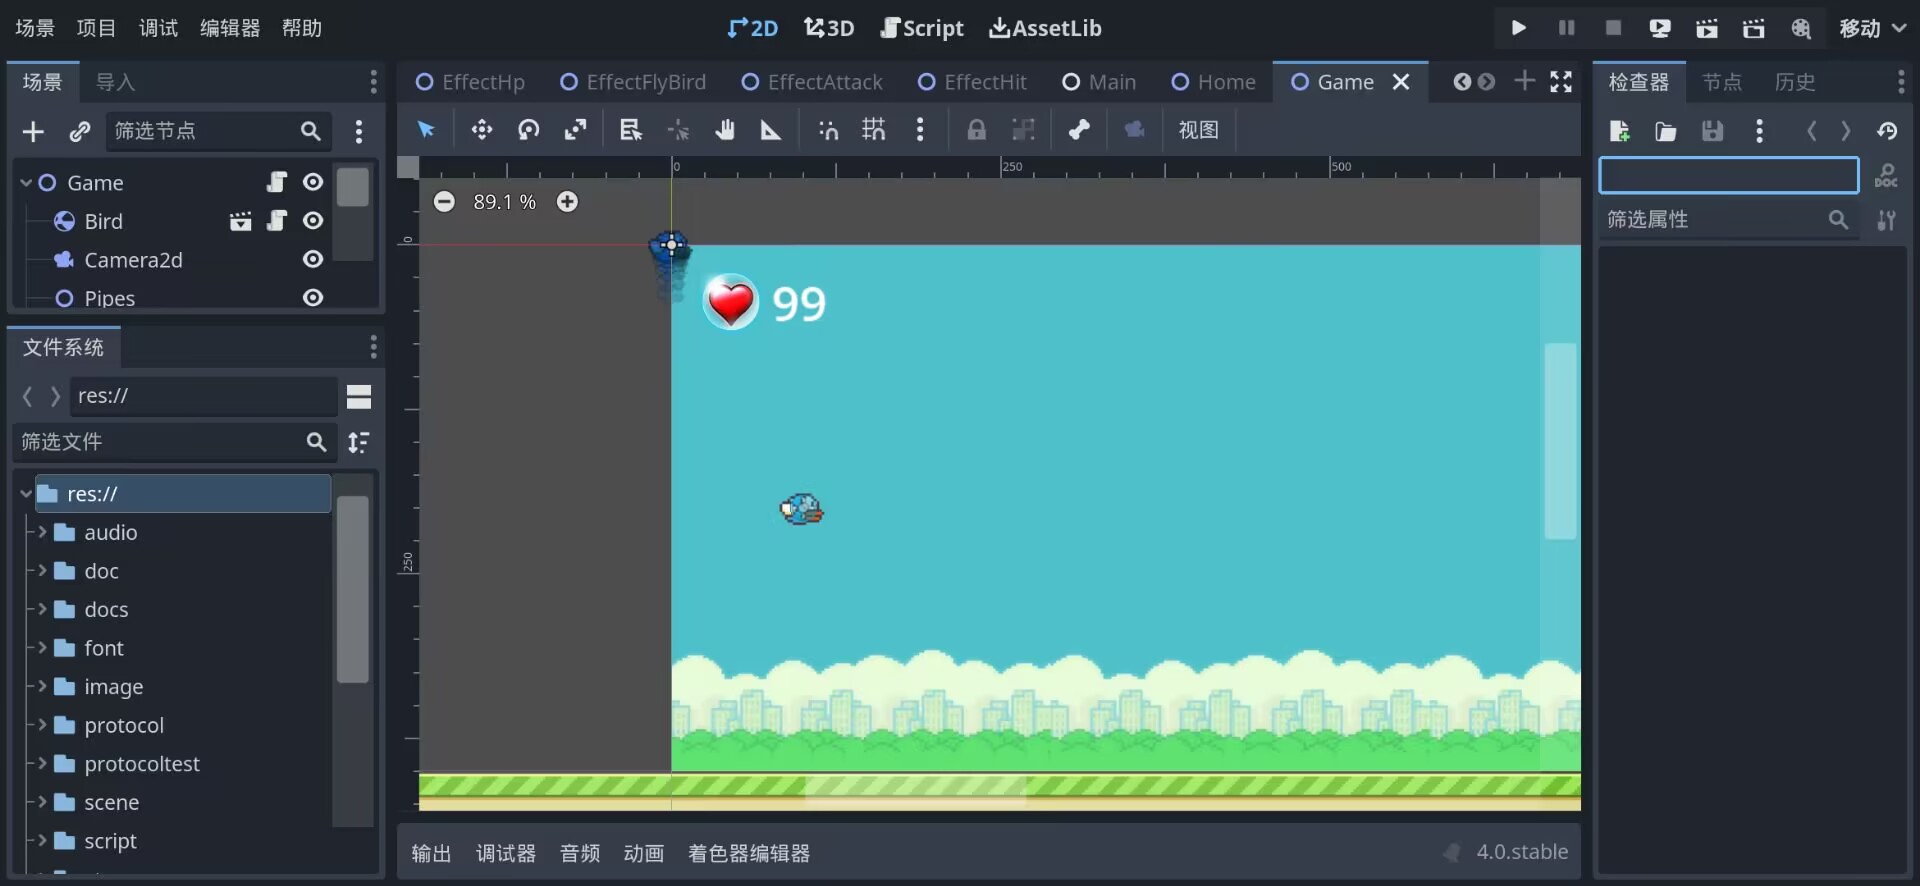 场景 项目 调试 编辑器 帮助 2D 3D Script AssetLib 移动
场景 导入
EffectHp EffectFlyBird EffectAttack EffectHit Main Home Game
检查器 节点 历史
筛选节点
视图
DOC
Game
Bird
Camera2d
Pipes
0 250 500
89.1 %
0
250
99
筛选属性
文件系统
res://
筛选文件
res://
audio
doc
docs
font
image
protocol
protocoltest
scene
script
输出 调试器 音频 动画 着色器编辑器 4.0.stable